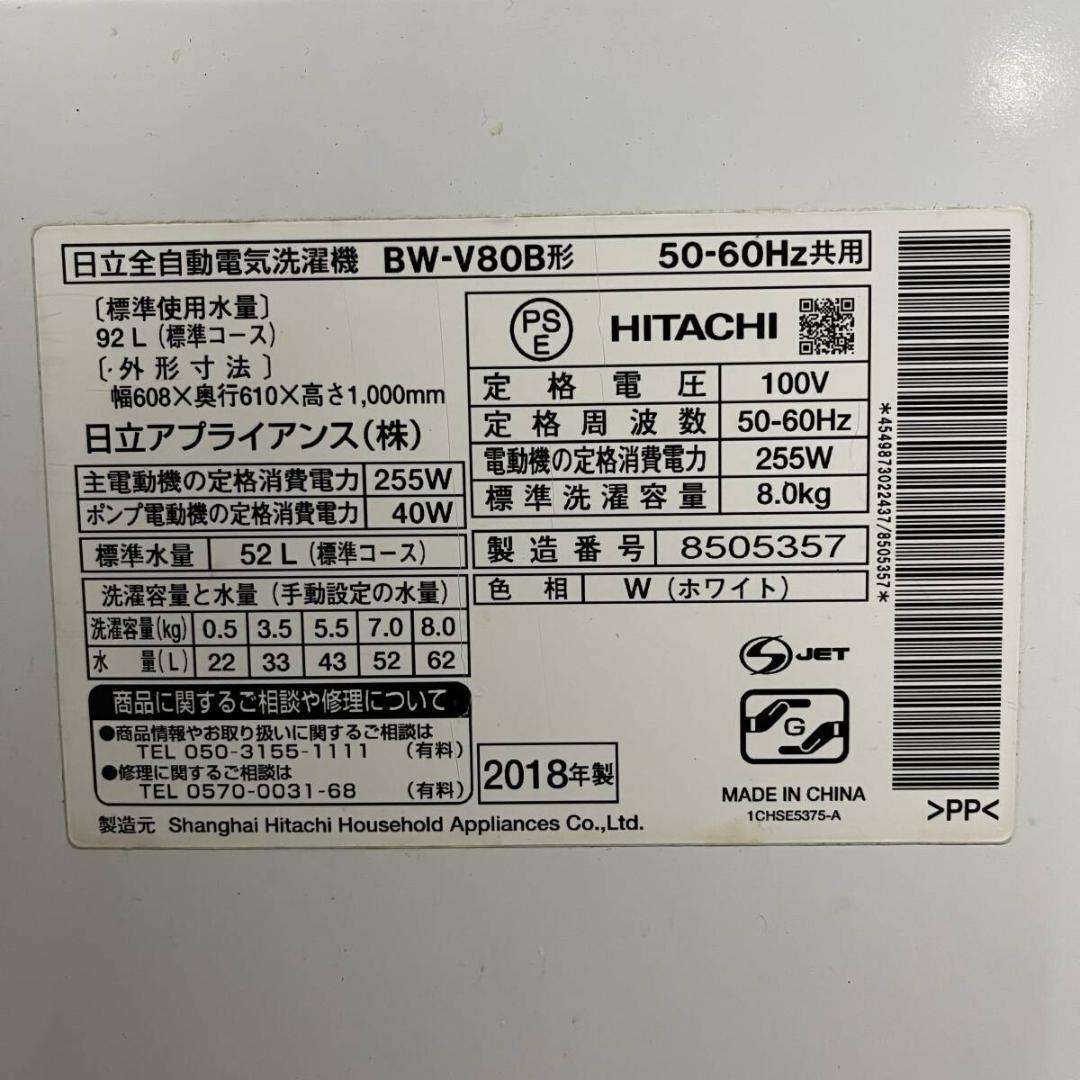 日立全自動電気洗濯機 BW-V80B形 50-60Hz共用
〔標準使用水量〕
92 L (標準コース)
〔・外形寸法〕
幅608×奥行610×高さ1,000mm
日立アプライアンス(株)
主電動機の定格消費電力 255W
ポンプ電動機の定格消費電力 40W
標準水量 52 L (標準コース)
洗濯容量と水量 (手動設定の水量)
洗濯容量(kg) 0.5 3.5 5.5 7.0 8.0
水量(L) 22 33 43 52 62
商品に関するご相談や修理について
●商品情報やお取り扱いに関するご相談は
TEL 050-3155-1111 (有料)
●修理に関するご相談は
TEL 0570-0031-68 (有料)
製造元 Shanghai Hitachi Household Appliances Co.,Ltd.
PS
E
HITACHI
定格電圧 100V
定格周波数 50-60Hz
電動機の定格消費電力 255W
標準洗濯容量 8.0kg
製造番号 8505357
色相 W (ホワイト)
2018年製
S JET
G
MADE IN CHINA
1CHSE5375-A
*4549873022437/8505357*
>PP<